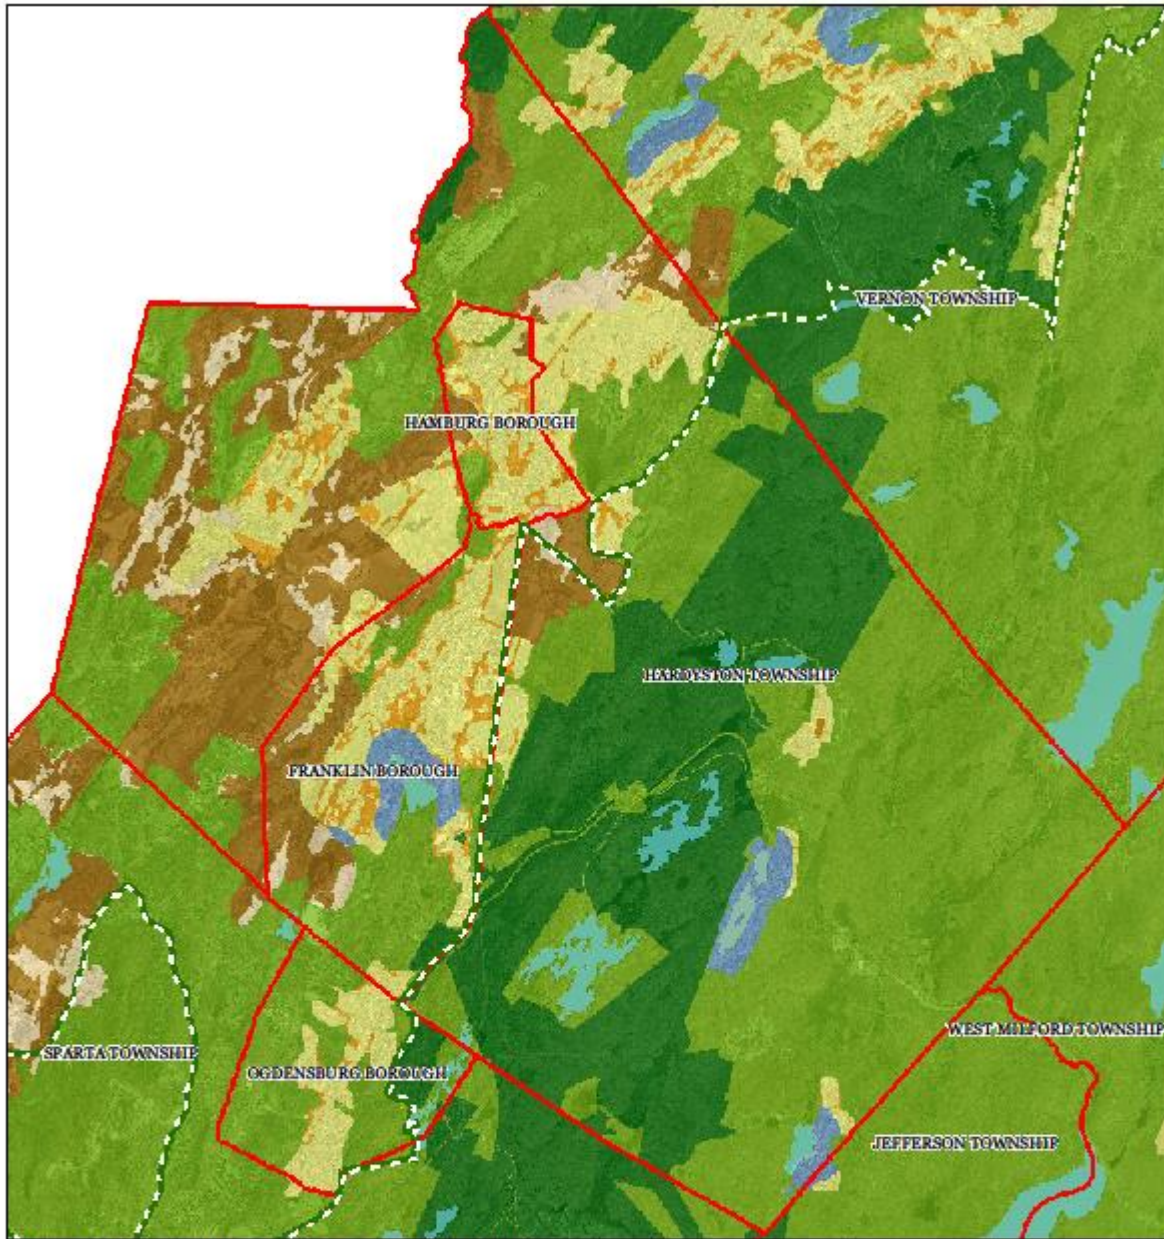 VERNON TOWNSHIP
HAMBURG BOROUGH
HARDYSTON TOWNSHIP
FRANKLIN BOROUGH
WEST MILFORD TOWNSHIP
SPARTA TOWNSHIP
OGDENSBURG BOROUGH
JEFFERSON TOWNSHIP